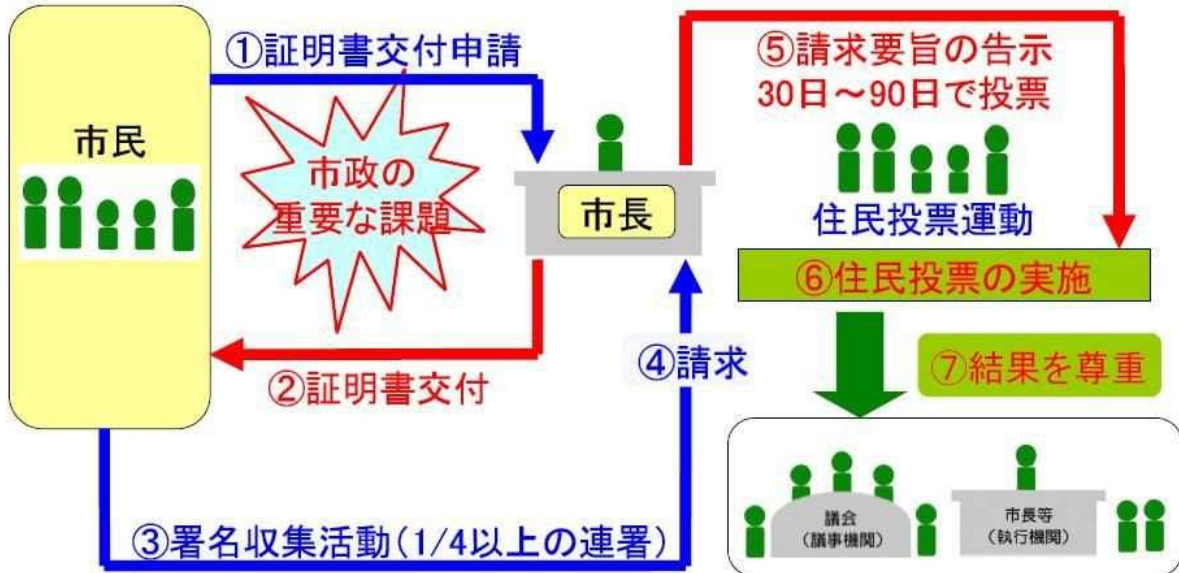 ①証明書交付申請
市民
市政の
重要な課題
市長
②証明書交付
③署名収集活動(1/4以上の連署)
④請求
⑤請求要旨の告示
30日～90日で投票
住民投票運動
⑥住民投票の実施
⑦結果を尊重
議会
(議事機関)
市長等
(執行機関)